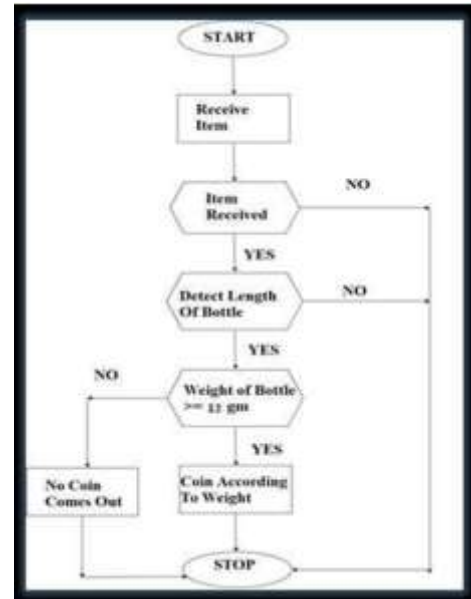 START
Receive
Item
NO
Item
Received
YES
NO
Detect Length
Of Bottle
YES
NO
Weight of Bottle
>= gm
YES
No Coin
Comes Out
Coin According
To Weight
STOP